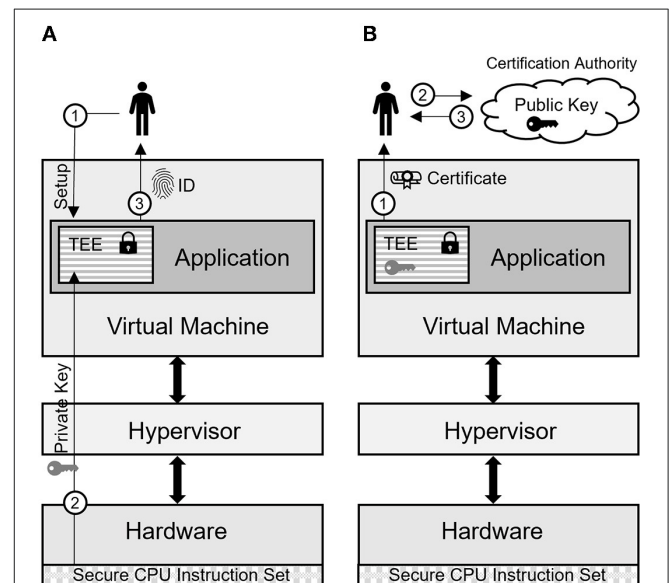 A
1
Setup
3
ID
TEE
Application
Virtual Machine
Private Key
Hypervisor
2
Hardware
Secure CPU Instruction Set
B
Certification Authority
2
3
Public Key
Certificate
1
TEE
Application
Virtual Machine
Hypervisor
Hardware
Secure CPU Instruction Set